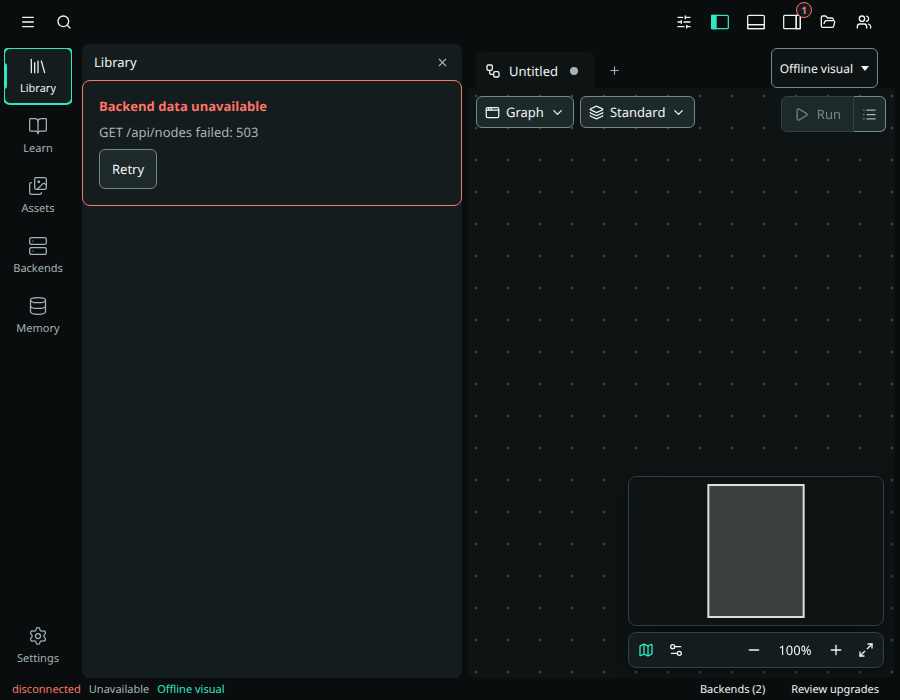 1
Library
Learn
Assets
Backends
Memory
Settings
Library
Backend data unavailable
GET /api/nodes failed: 503
Retry
Untitled
Offline visual
Graph
Standard
Run
100%
disconnected Unavailable Offline visual
Backends (2) Review upgrades